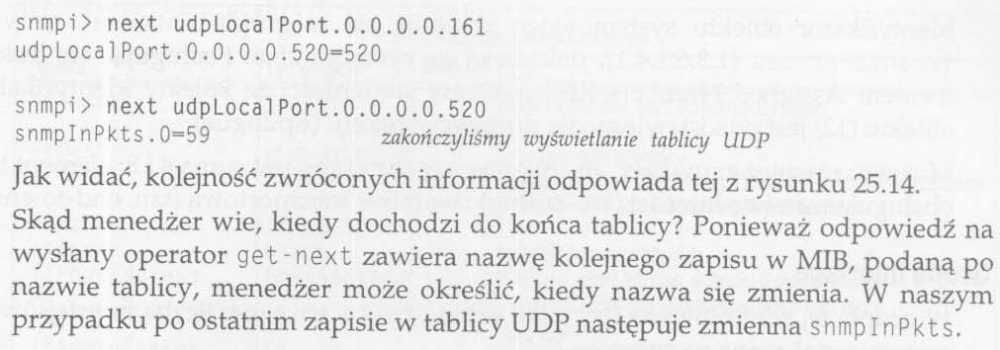 snmpi> next udpLocalPort.0.0.0.0.161
udpLocalPort.0.0.0.0.520=520
snmpi> next udpLocalPort.0.0.0.0.520
snmpInPkts.0=59 zakończyliśmy wyświetlanie tablicy UDP
Jak widać, kolejność zwróconych informacji odpowiada tej z rysunku 25.14.
Skąd menedżer wie, kiedy dochodzi do końca tablicy? Ponieważ odpowiedź na
wysłany operator get-next zawiera nazwę kolejnego zapisu w MIB, podaną po
nazwie tablicy, menedżer może określić, kiedy nazwa się zmienia. W naszym
przypadku po ostatnim zapisie w tablicy UDP następuje zmienna snmpInPkts.